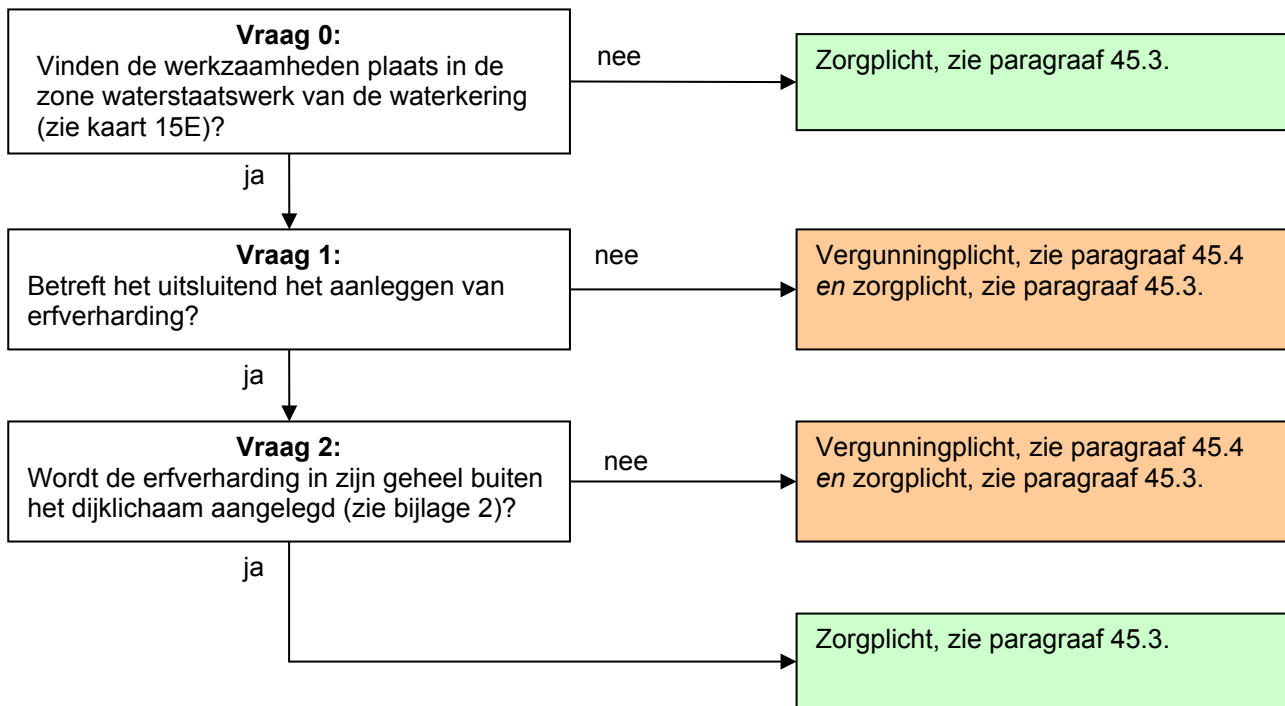 Vraag 0:
Vinden de werkzaamheden plaats in de
zone waterstaatswerk van de waterkering
(zie kaart 15E)?
nee
Zorgplicht, zie paragraaf 45.3.
ja
Vraag 1:
Betreft het uitsluitend het aanleggen van
erfverharding?
nee
Vergunningplicht, zie paragraaf 45.4
en zorgplicht, zie paragraaf 45.3.
ja
Vraag 2:
Wordt de erfverharding in zijn geheel buiten
het dijklichaam aangelegd (zie bijlage 2)?
nee
Vergunningplicht, zie paragraaf 45.4
en zorgplicht, zie paragraaf 45.3.
ja
Zorgplicht, zie paragraaf 45.3.